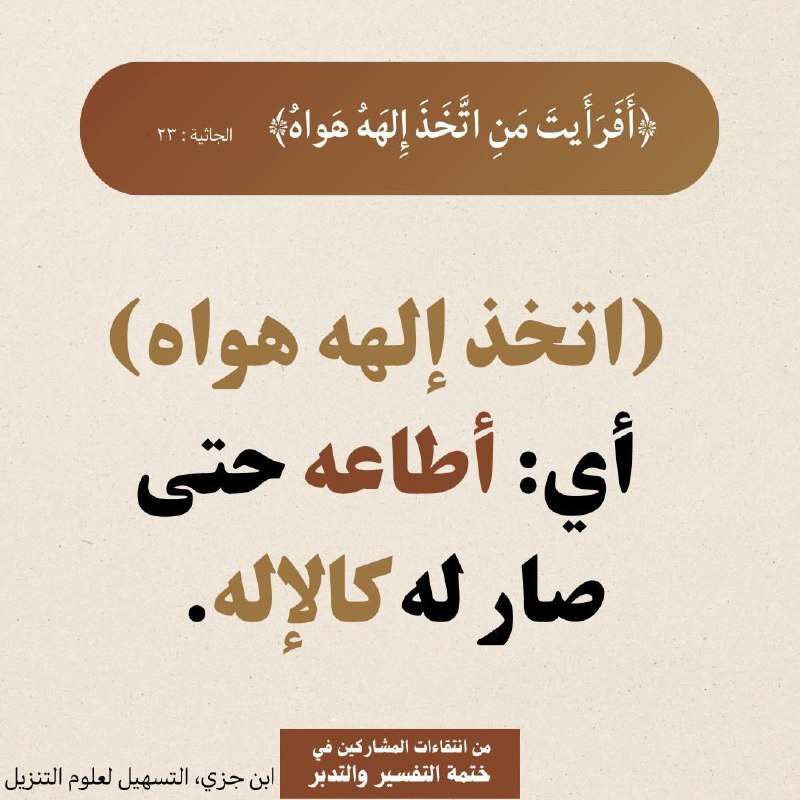 ﴿أَفَرَأَيتَ مَنِ اتَّخَذَ إِلهَهُ هَواهُ﴾ الجاثية : ٢٣
(اتخذ إلهه هواه)
أي: أطاعه حتى
صار له كالإله.
من انتقاءات المشاركين في
ختمة التفسير والتدبر
ابن جزي، التسهيل لعلوم التنزيل